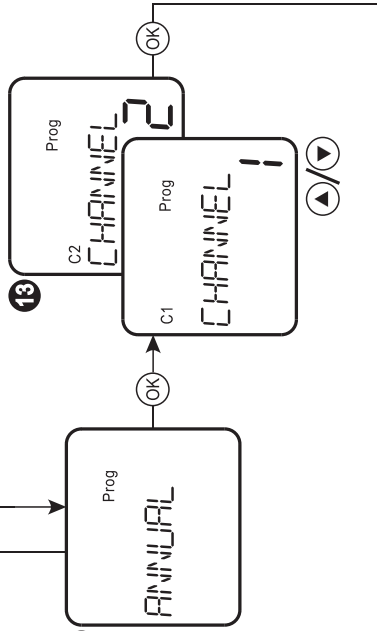 Prog
ANNUAL
OK
C1
Prog
CHANNEL
1
13
C2
Prog
CHANNEL
2
OK